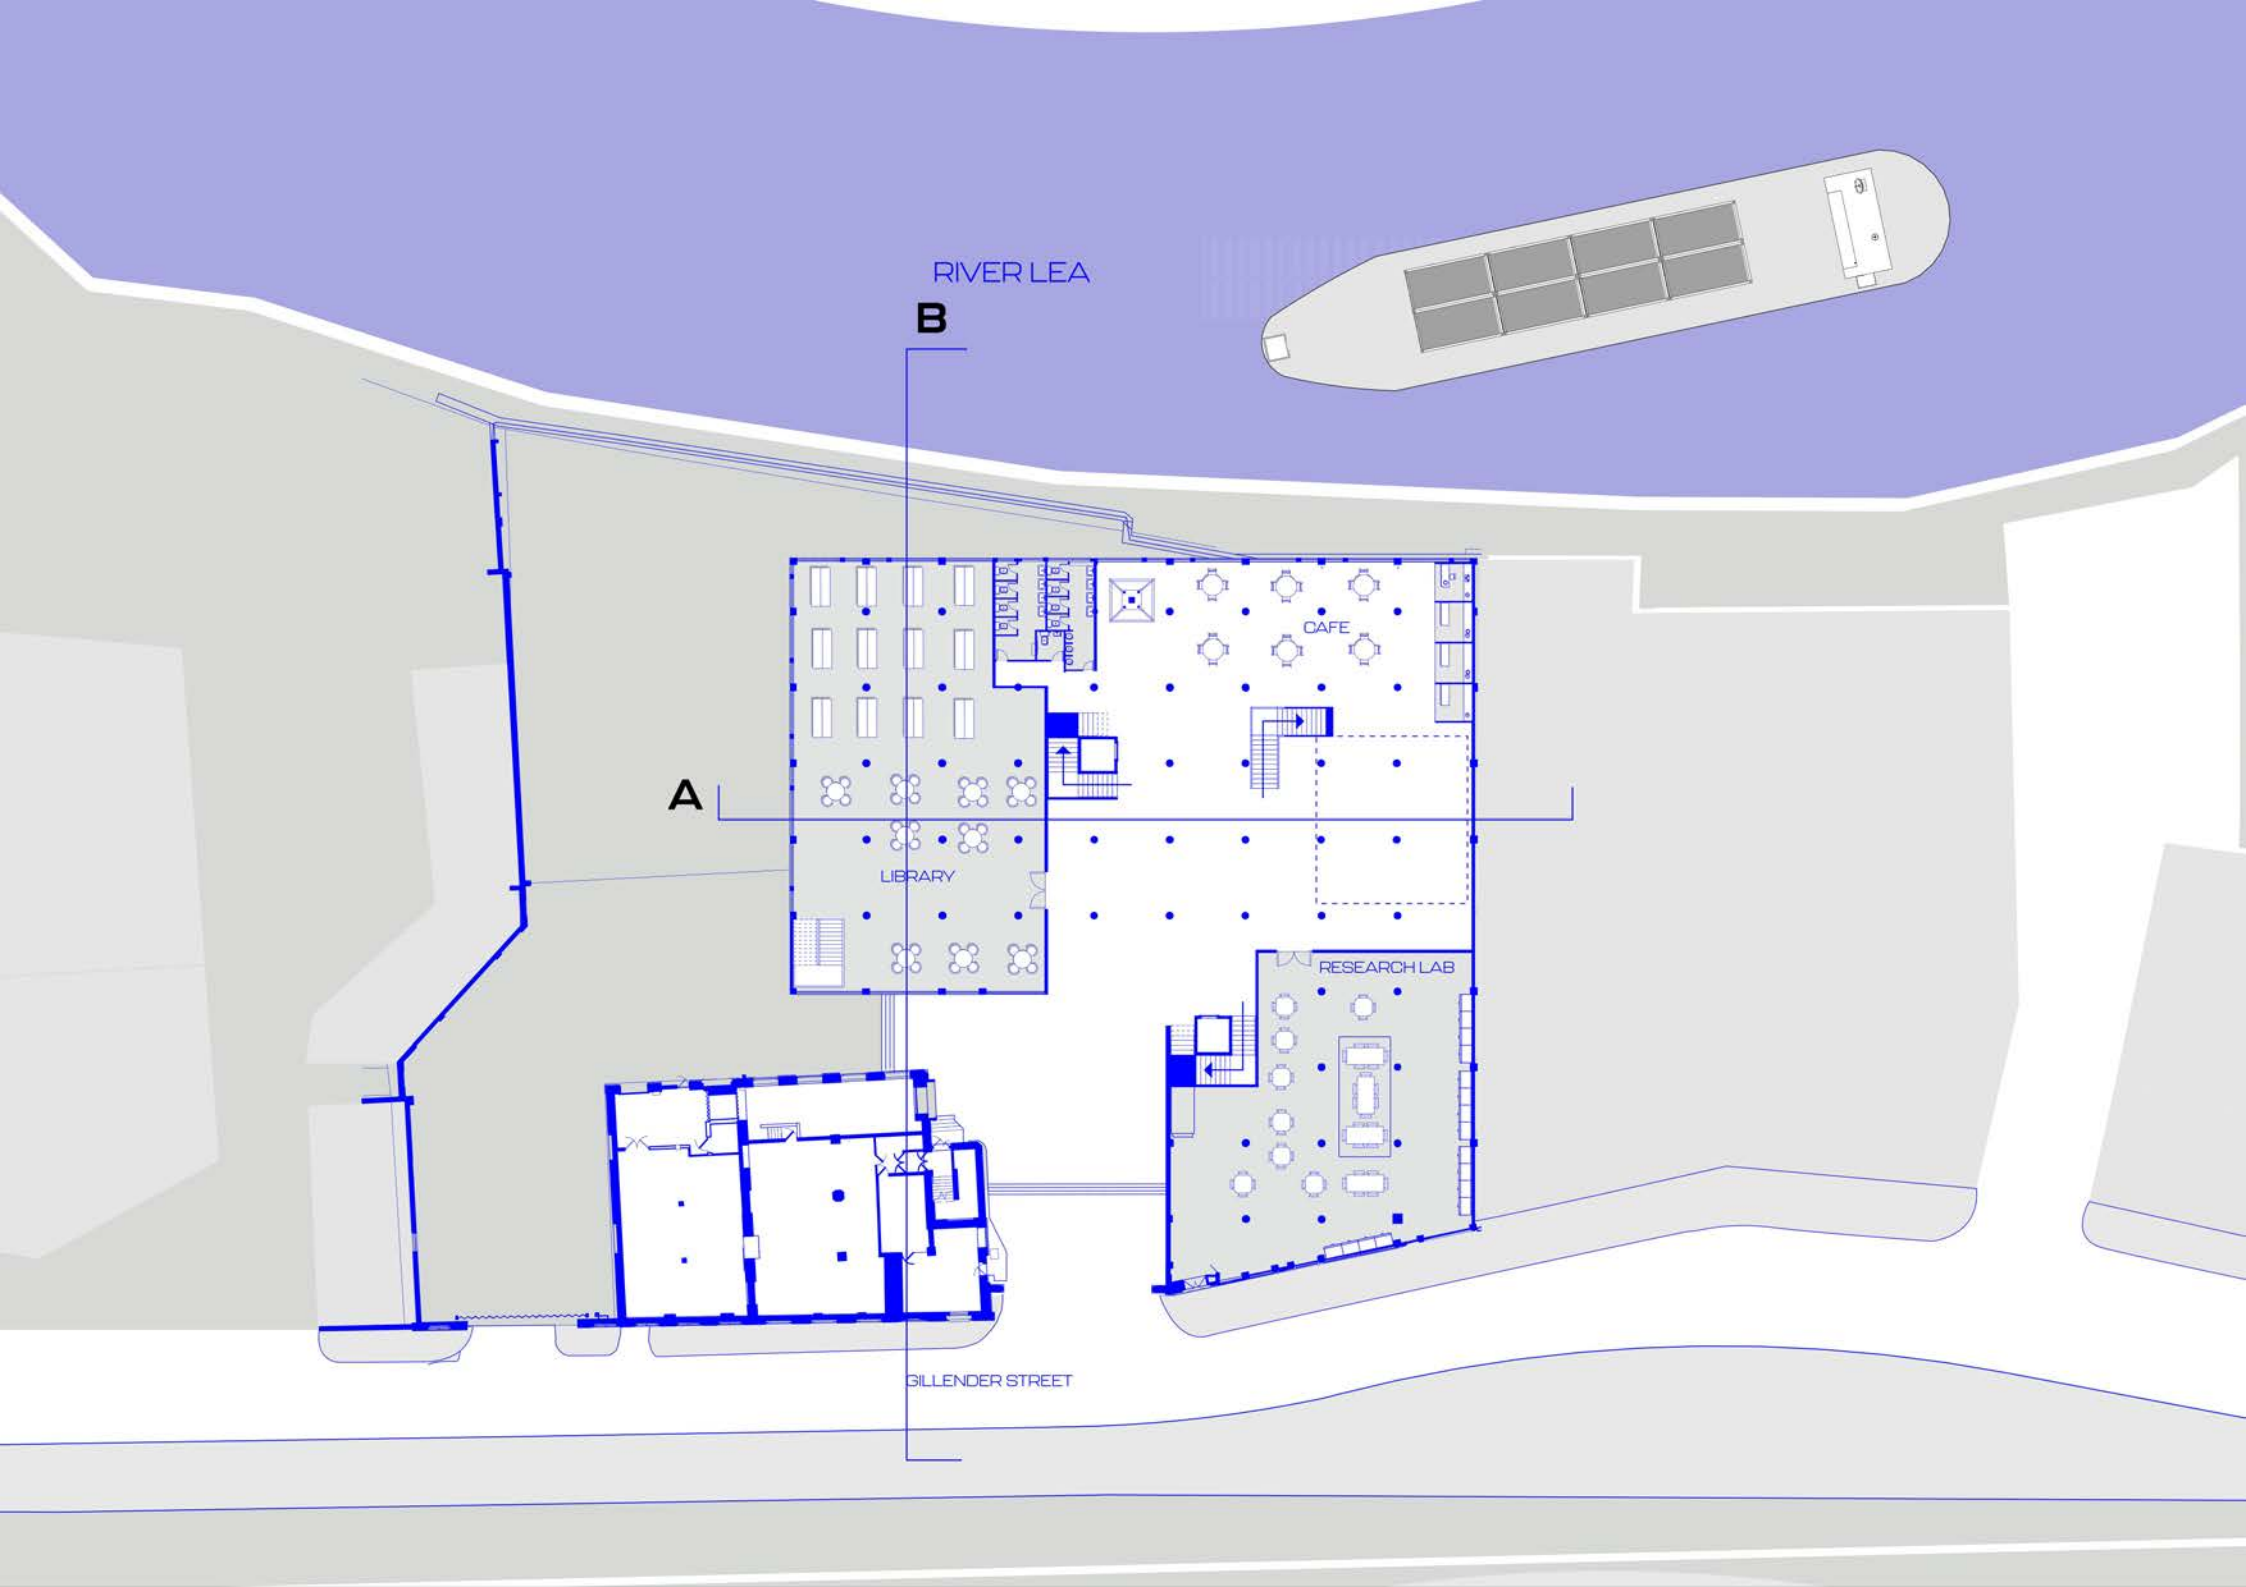 RIVER LEA
B
CAFE
A
LIBRARY
RESEARCH LAB
GILLENDER STREET